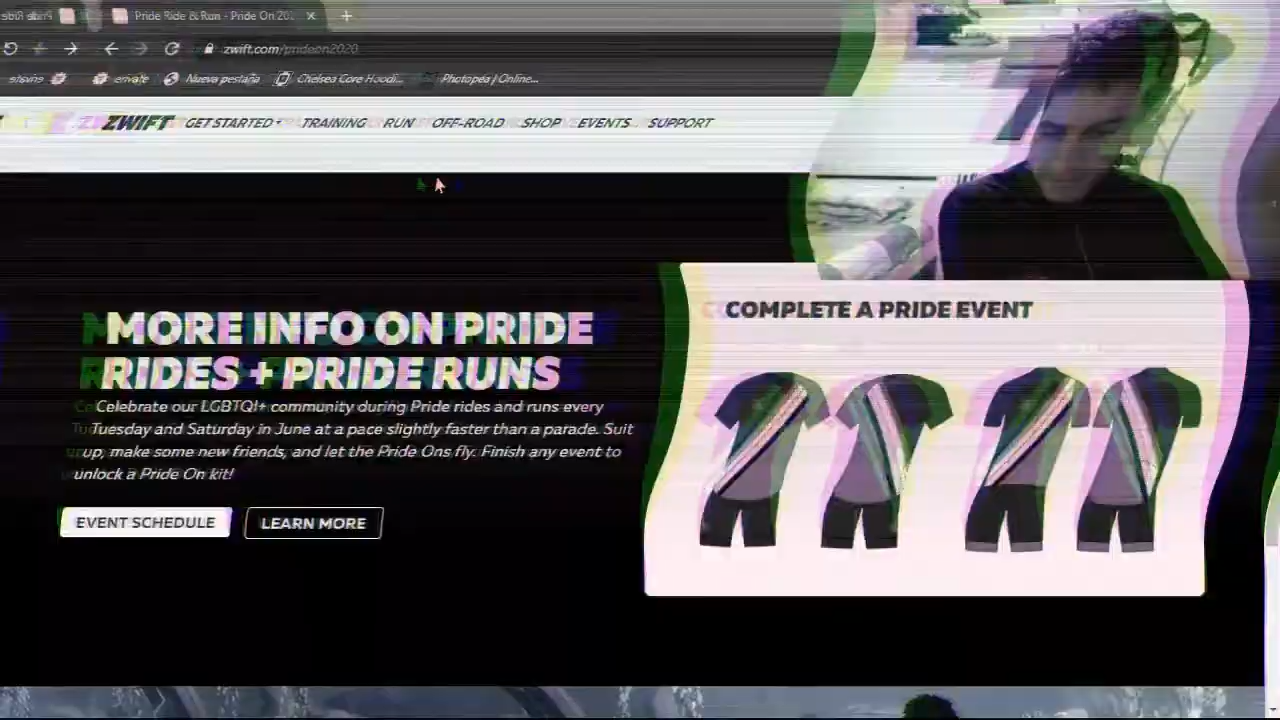 Pride Ride & Run - Pride On 202
zwift.com/prideon2020
Nueva pestaña
Chelsea Core Hoodi...
Photopea | Online...
ZWIFT GET STARTED TRAINING RUN OFF-ROAD SHOP EVENTS SUPPORT
MORE INFO ON PRIDE
RIDES + PRIDE RUNS
Celebrate our LGBTQI+ community during Pride rides and runs every
Tuesday and Saturday in June at a pace slightly faster than a parade. Suit
up, make some new friends, and let the Pride Ons fly. Finish any event to
unlock a Pride On kit!
EVENT SCHEDULE LEARN MORE
COMPLETE A PRIDE EVENT